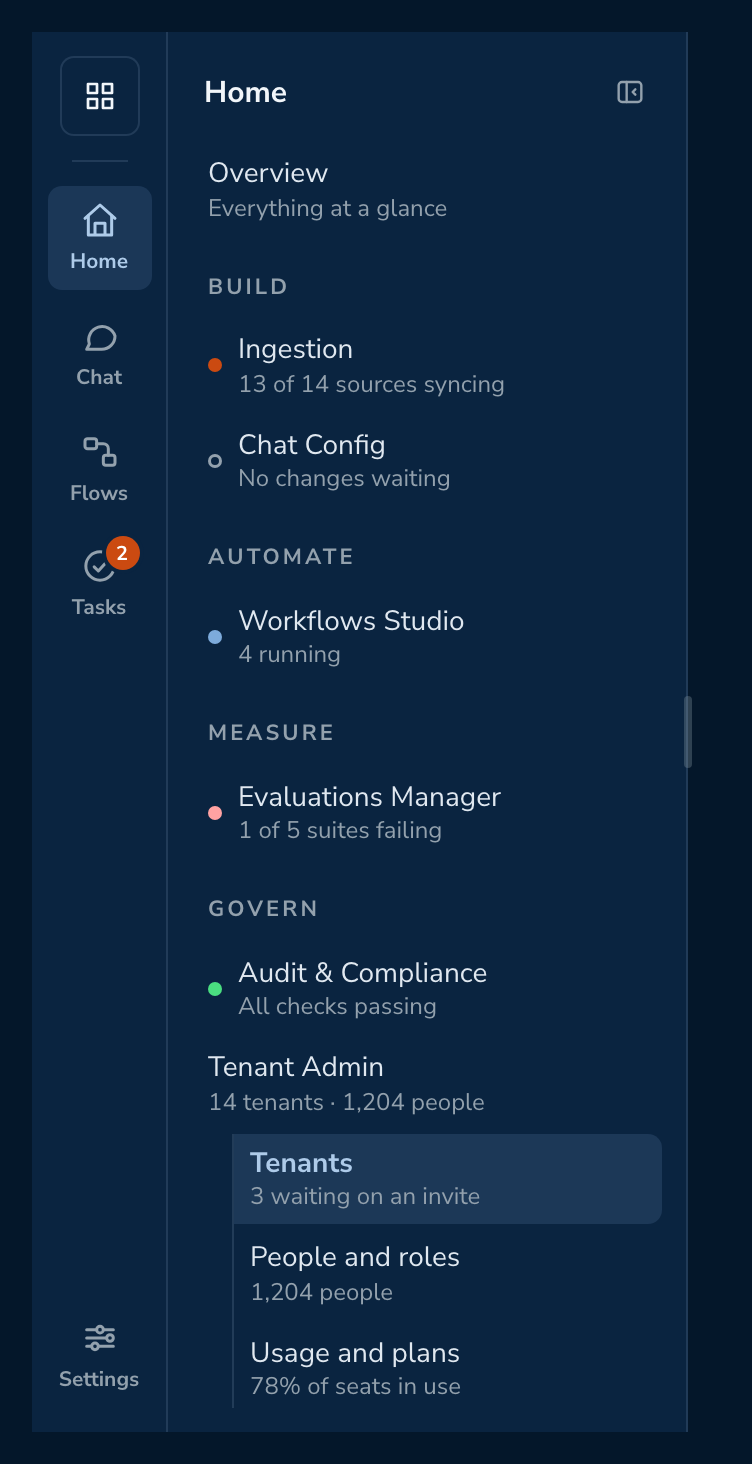 Home
Overview
Everything at a glance
BUILD
Ingestion
13 of 14 sources syncing
Chat Config
No changes waiting
AUTOMATE
Workflows Studio
4 running
MEASURE
Evaluations Manager
1 of 5 suites failing
GOVERN
Audit & Compliance
All checks passing
Tenant Admin
14 tenants · 1,204 people
Tenants
3 waiting on an invite
People and roles
1,204 people
Usage and plans
78% of seats in use
Home
Chat
Flows
2
Tasks
Settings